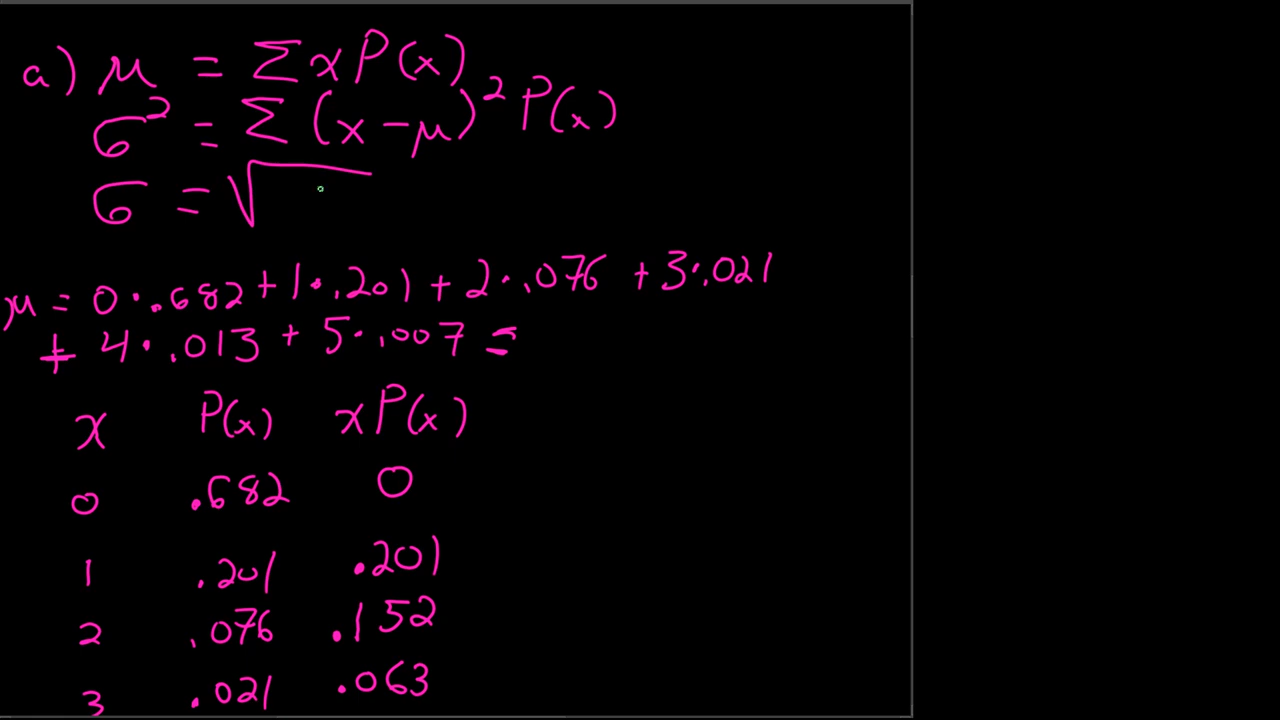 a) μ = Σ x P(x)
σ² = Σ (x - μ)² P(x)
σ = √
μ = 0 · .682 + 1 · .201 + 2 · .076 + 3 · .021
+ 4 · .013 + 5 · .007 =
x P(x) x P(x)
0 .682 0
1 .201 .201
2 .076 .152
3 .021 .063